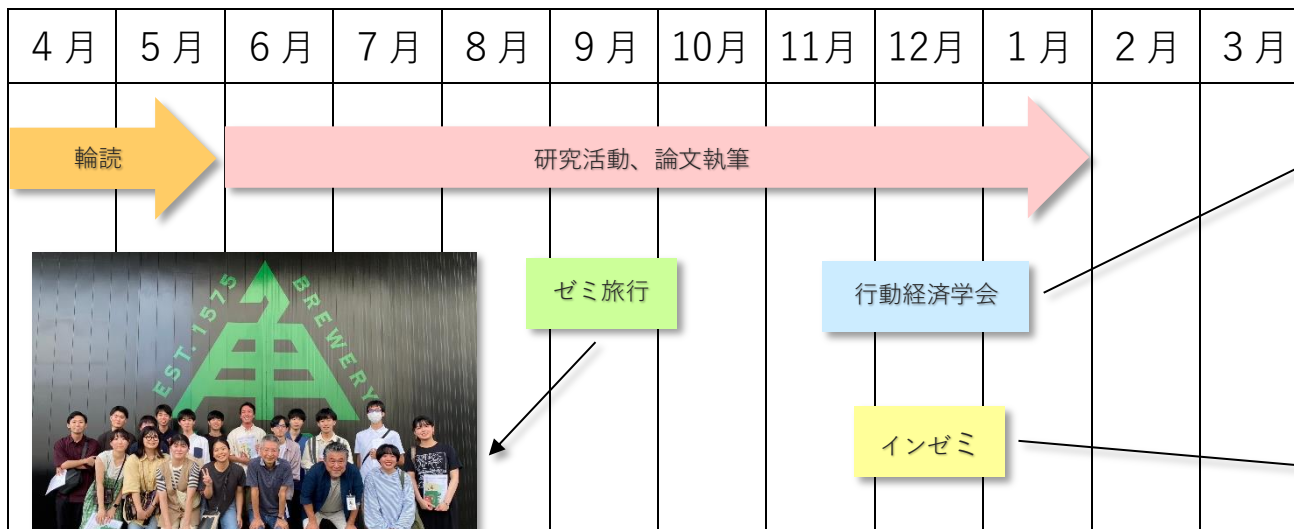 4月 5月 6月 7月 8月 9月 10月 11月 12月 1月 2月 3月
輪読
研究活動、論文執筆
ゼミ旅行
行動経済学会
インゼミ
EST. 1575 BREWERY